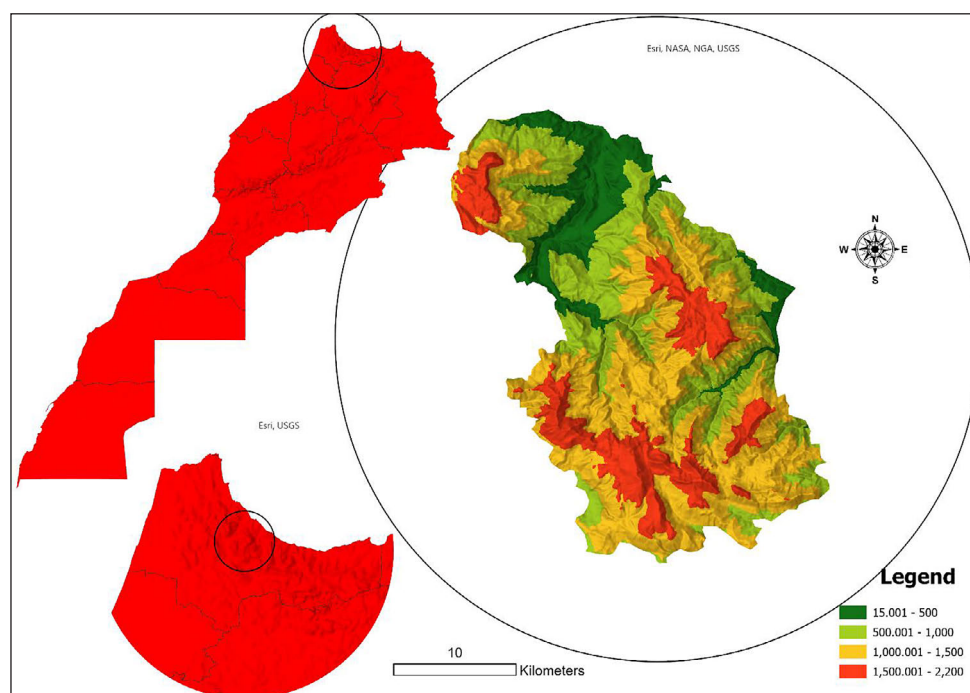 Esri, NASA, NGA, USGS
N
W E
S
Esri, USGS
Legend
15.001 - 500
500.001 - 1,000
1,000.001 - 1,500
1,500.001 - 2,200
10
Kilometers